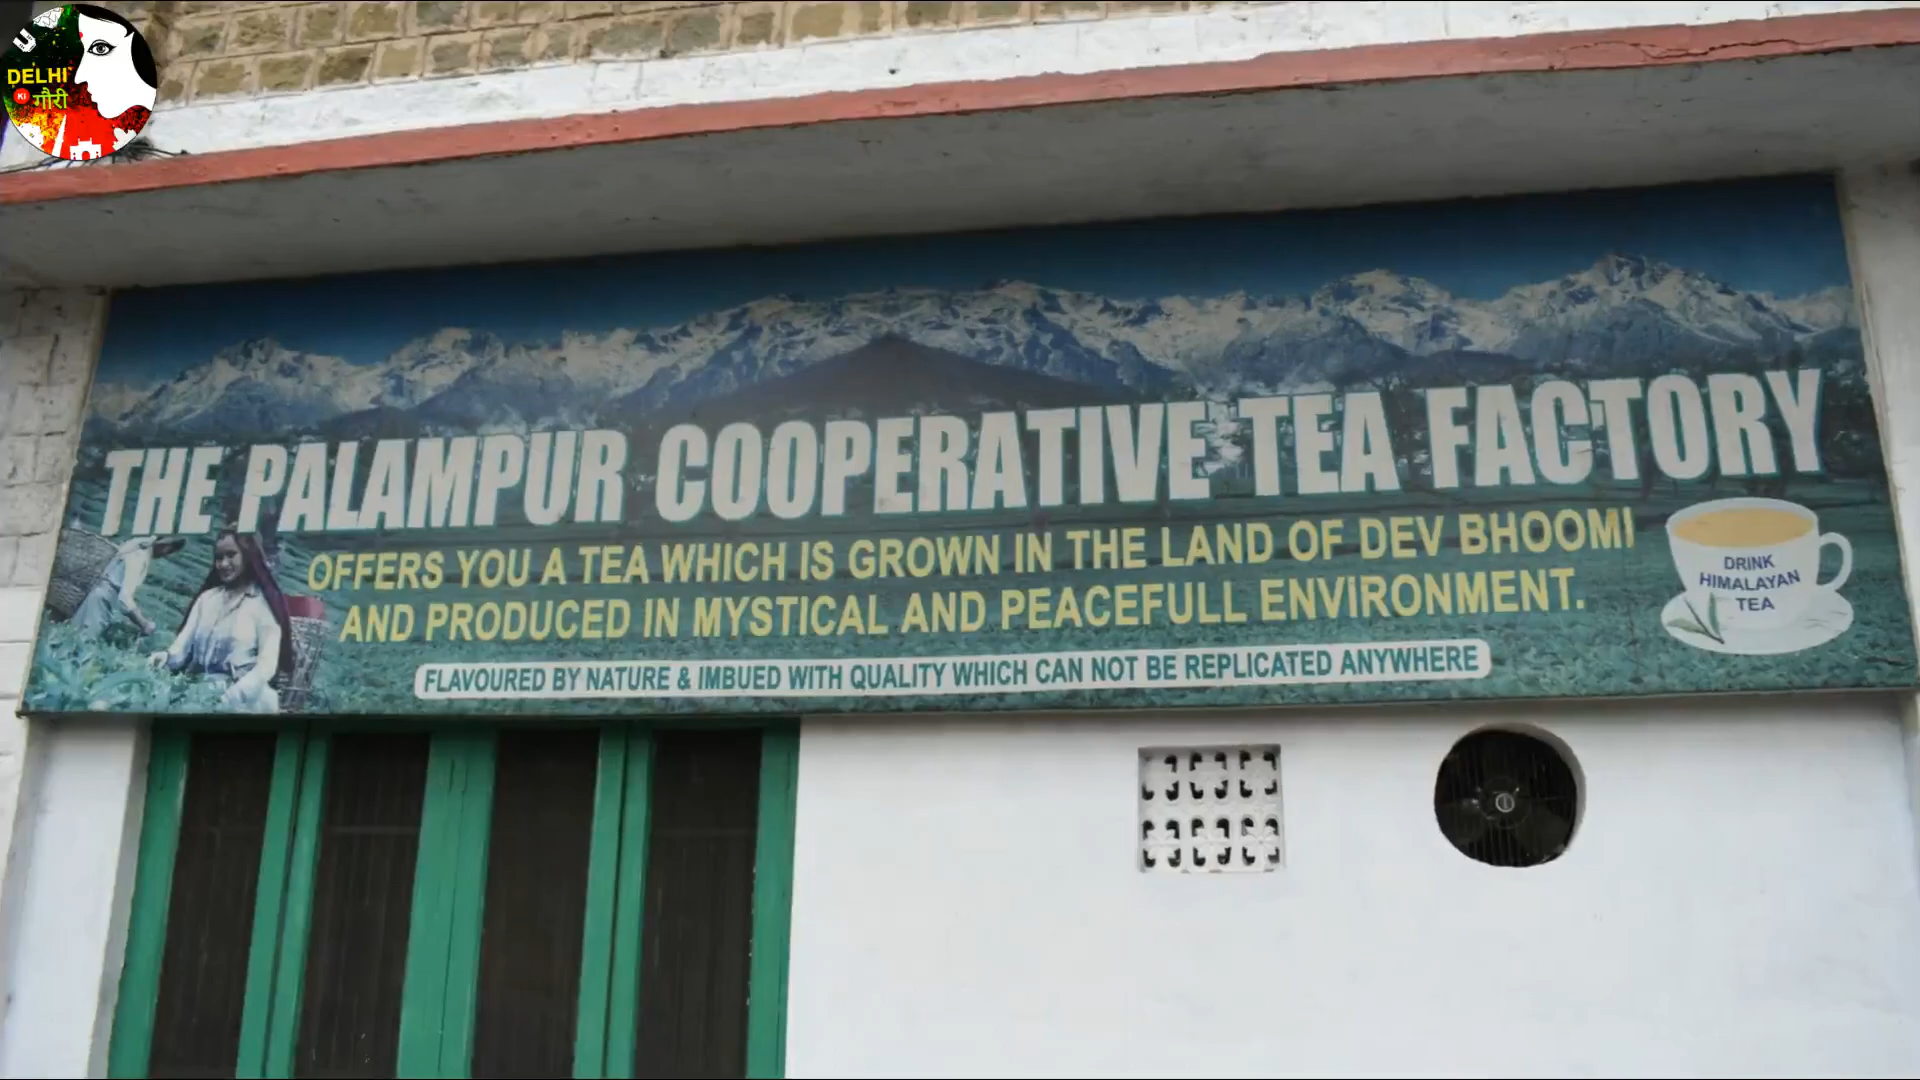 DELHI
KI गौरी
THE PALAMPUR COOPERATIVE TEA FACTORY
OFFERS YOU A TEA WHICH IS GROWN IN THE LAND OF DEV BHOOMI
AND PRODUCED IN MYSTICAL AND PEACEFULL ENVIRONMENT.
FLAVOURED BY NATURE & IMBUED WITH QUALITY WHICH CAN NOT BE REPLICATED ANYWHERE
DRINK
HIMALAYAN
TEA